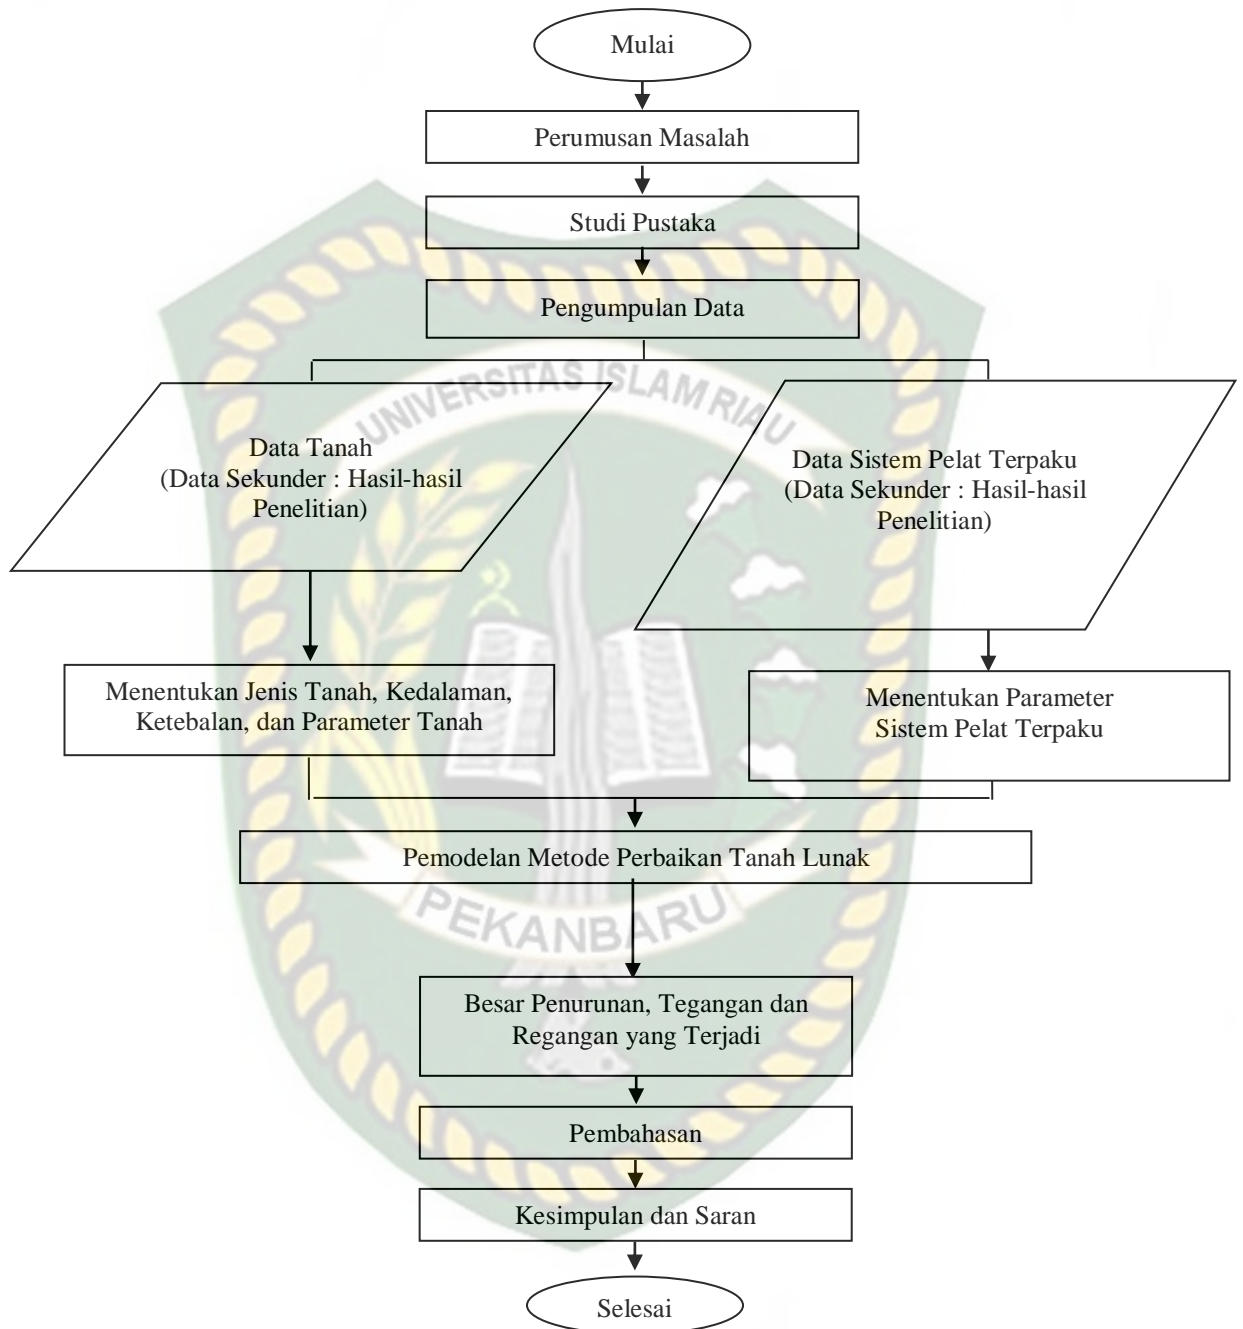 Mulai
Perumusan Masalah
Studi Pustaka
Pengumpulan Data
UNIVERSITAS ISLAM RIAU
Data Tanah
(Data Sekunder : Hasil-hasil
Penelitian)
Data Sistem Pelat Terpaku
(Data Sekunder : Hasil-hasil
Penelitian)
Menentukan Jenis Tanah, Kedalaman,
Ketebalan, dan Parameter Tanah
Menentukan Parameter
Sistem Pelat Terpaku
Pemodelan Metode Perbaikan Tanah Lunak
PEKANBARU
Besar Penurunan, Tegangan dan
Regangan yang Terjadi
Pembahasan
Kesimpulan dan Saran
Selesai